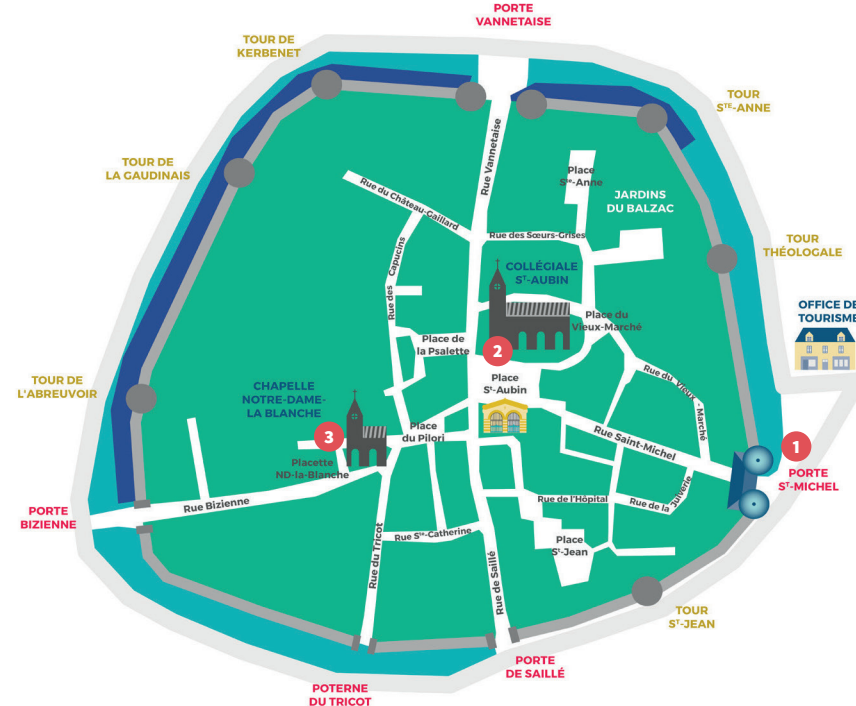 PORTE
VANNETAISE
TOUR DE
KERBENET
TOUR
STE-ANNE
TOUR DE
LA GAUDINAIS
Rue Vannetaise
Place
Ste-Anne
Rue du Château-Gaillard
JARDINS
DU BALZAC
Rue des Sœurs-Grises
TOUR
THÉOLOGALE
Rue des Capucins
COLLÉGIALE
ST-AUBIN
OFFICE DE
TOURISME
Place du
Vieux-Marché
Place de
la Psalette
2
Rue du Vieux-Marché
TOUR DE
L'ABREUVOIR
CHAPELLE
NOTRE-DAME-
LA BLANCHE
Place
St-Aubin
3
Place
du Pilori
Rue Saint-Michel
1
PORTE
ST-MICHEL
Placette
ND-la-Blanche
Rue Bizienne
PORTE
BIZIENNE
Rue de l'Hôpital
Rue de la Juiverie
Rue Ste-Catherine
Place
St-Jean
Rue du Tricot
Rue de Saillé
TOUR
ST-JEAN
PORTE
DE SAILLÉ
POTERNE
DU TRICOT